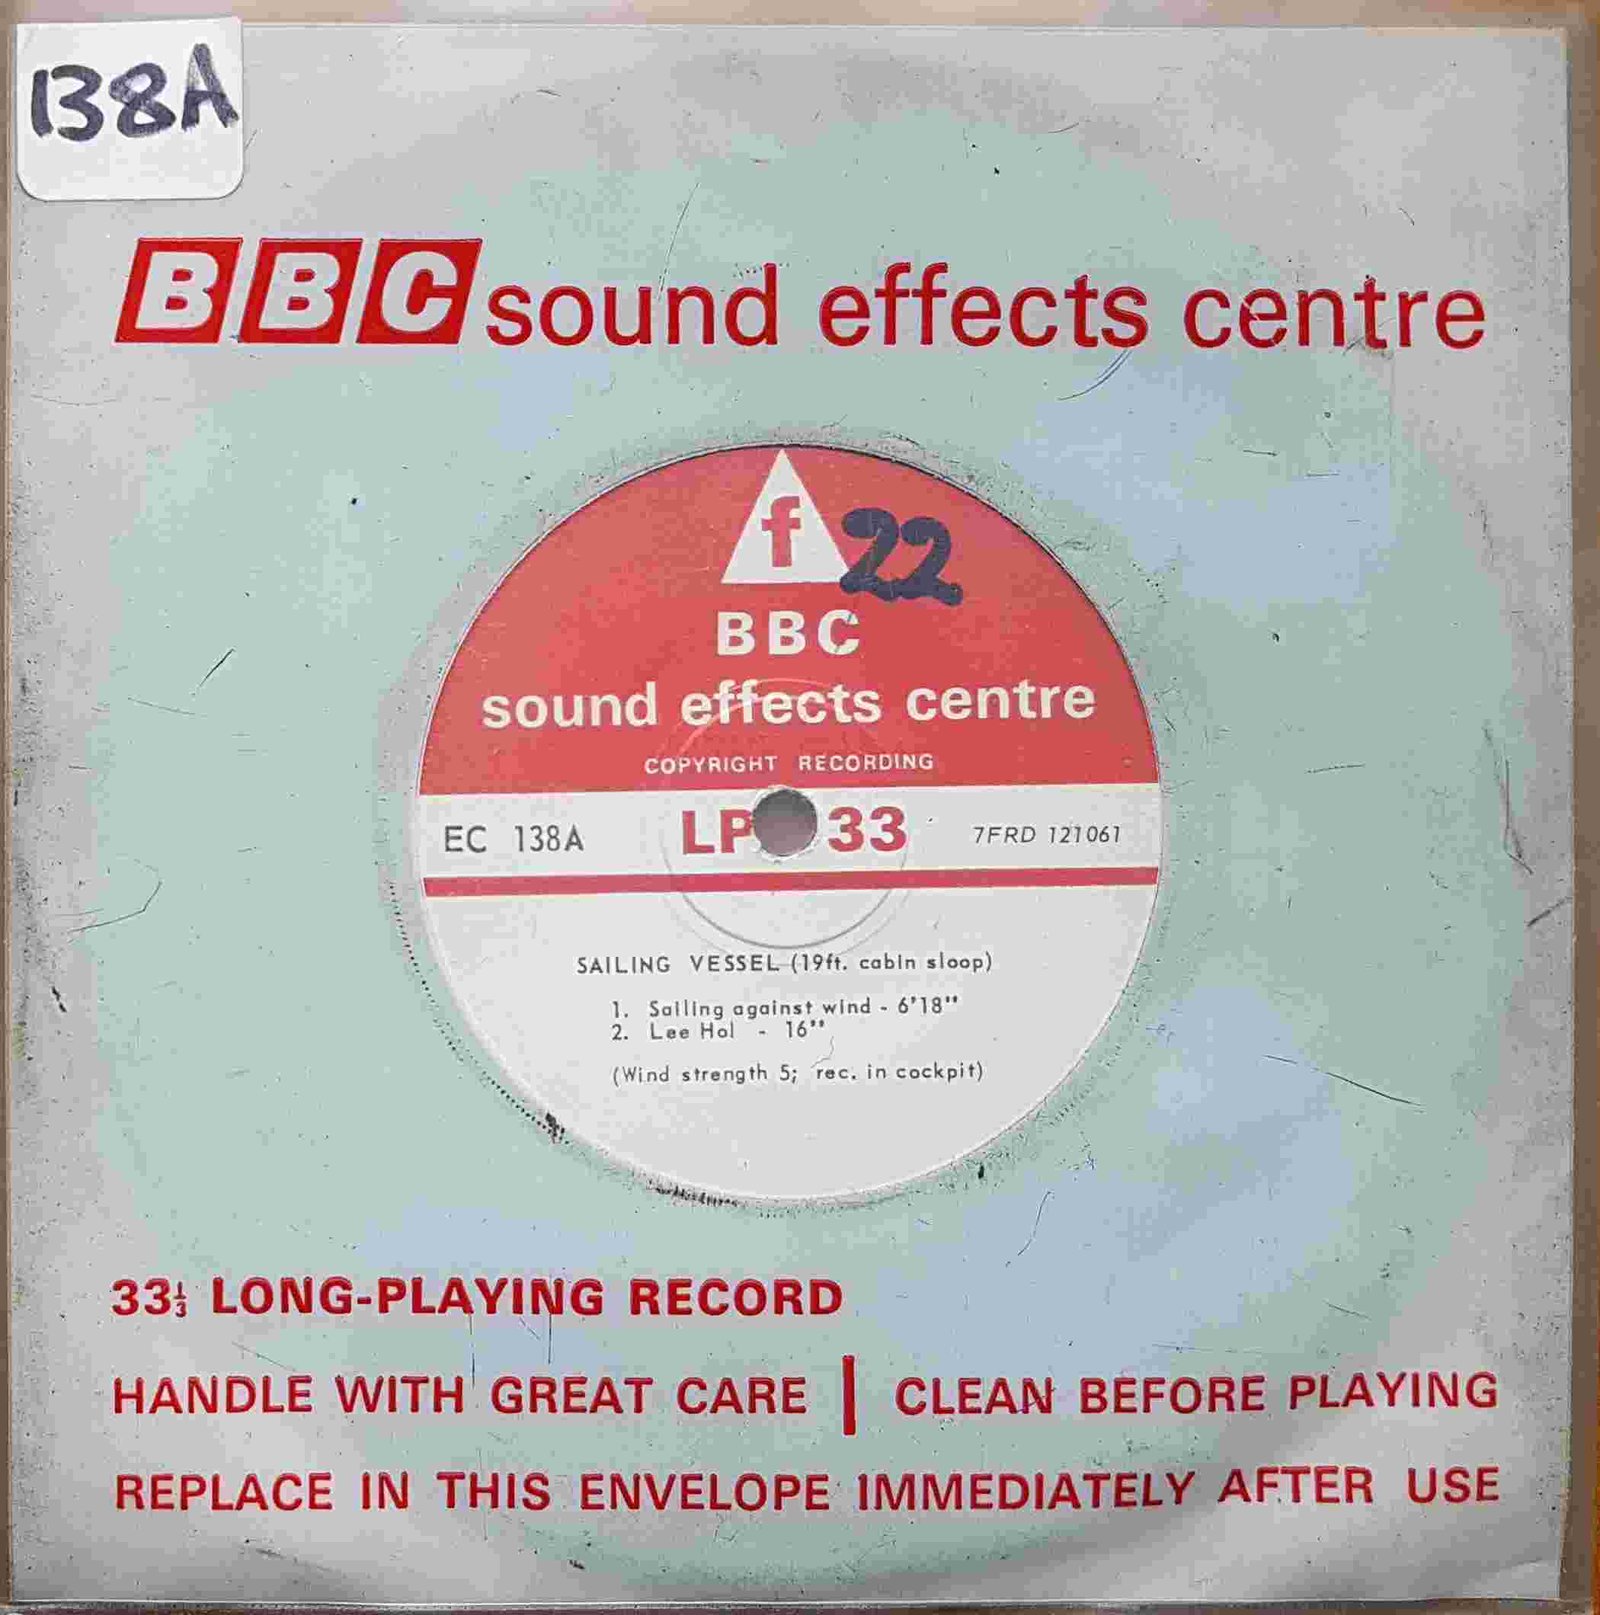 138A
BBC sound effects centre
f 22
BBC
sound effects centre
COPYRIGHT RECORDING
EC 138A LP 33 7FRD 121061
SAILING VESSEL (19ft. cabin sloop)
1. Sailing against wind - 6'18"
2. Lee Hol - 16"
(Wind strength 5; rec. in cockpit)
33⅓ LONG-PLAYING RECORD
HANDLE WITH GREAT CARE | CLEAN BEFORE PLAYING
REPLACE IN THIS ENVELOPE IMMEDIATELY AFTER USE